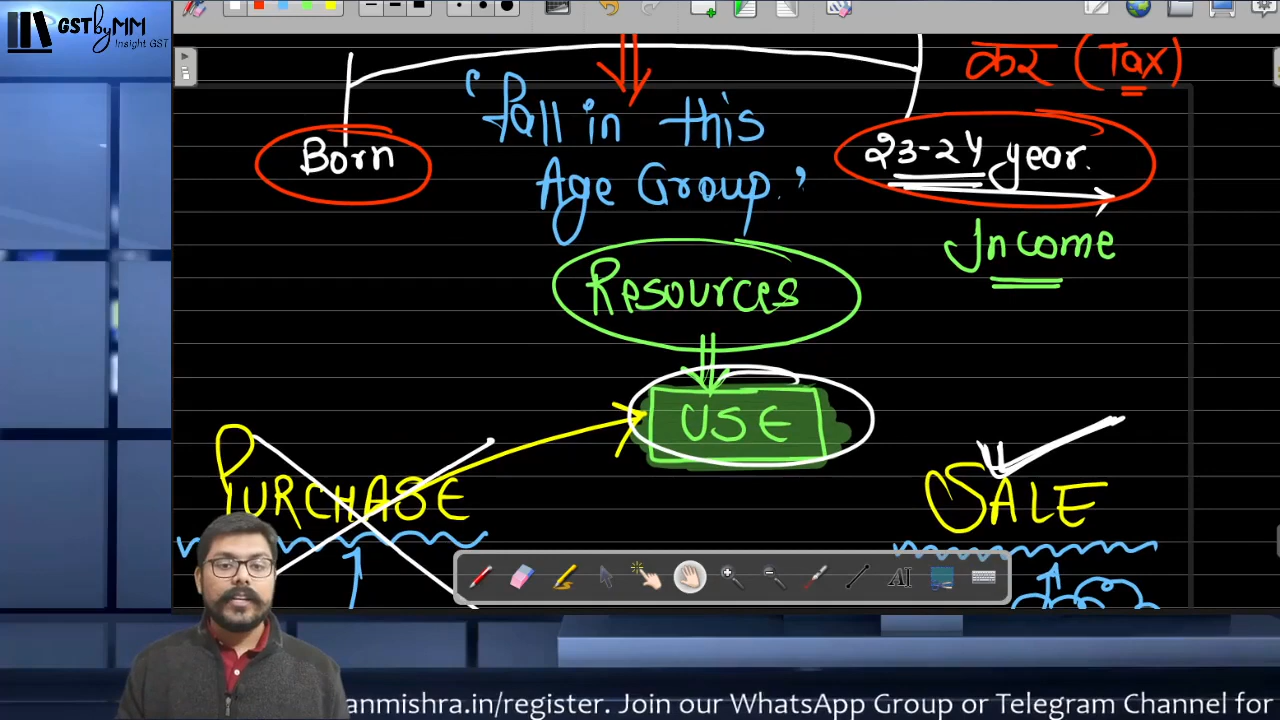 GSTbyMM
Insight GST
कर (Tax)
'Fall in this
Age Group.'
Born
23-24 year.
Income
Resources
USE
PURCHASE
SALE
AI
anmishra.in/register. Join our WhatsApp Group or Telegram Channel for